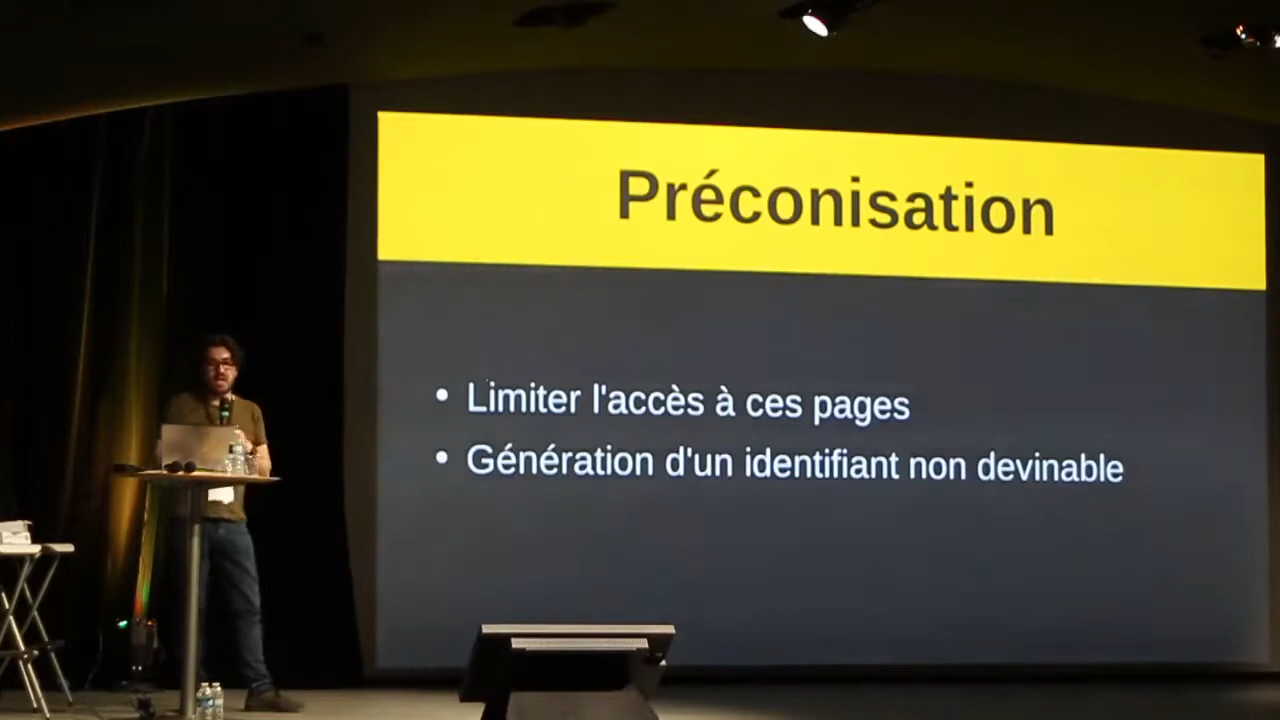 Préconisation
• Limiter l'accès à ces pages
• Génération d'un identifiant non devinable